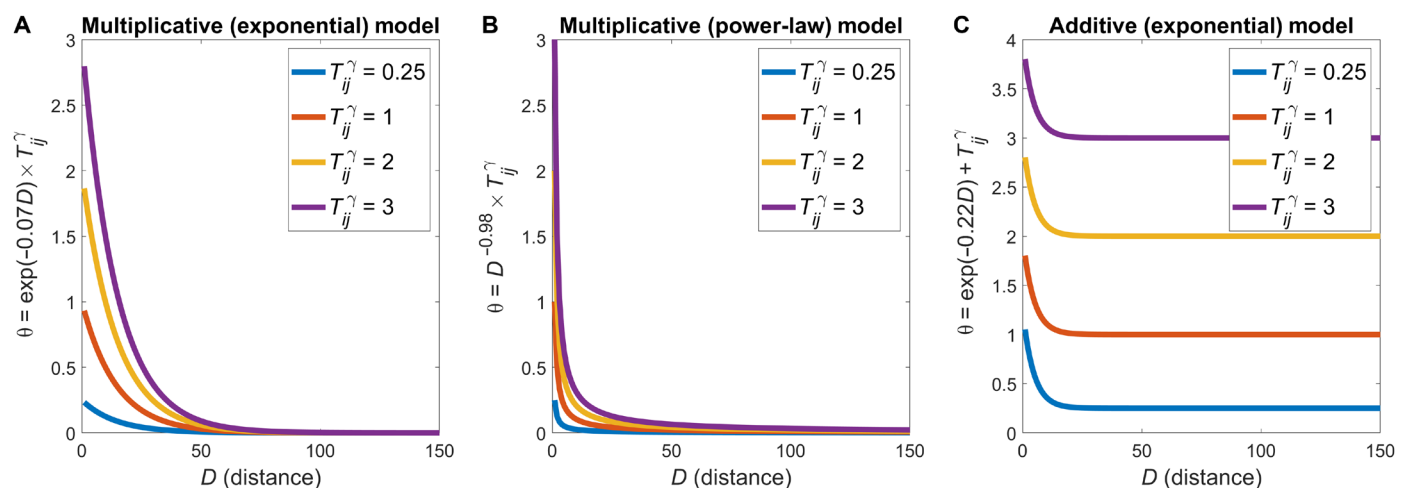 A Multiplicative (exponential) model
θ = exp(−0.07D) × T_ij^γ
3
2.5
2
1.5
1
0.5
0
0 50 100 150
D (distance)
T_ij^γ = 0.25
T_ij^γ = 1
T_ij^γ = 2
T_ij^γ = 3
B Multiplicative (power-law) model
θ = D^−0.98 × T_ij^γ
3
2.5
2
1.5
1
0.5
0
0 50 100 150
D (distance)
T_ij^γ = 0.25
T_ij^γ = 1
T_ij^γ = 2
T_ij^γ = 3
C Additive (exponential) model
θ = exp(−0.22D) + T_ij^γ
4
3.5
3
2.5
2
1.5
1
0.5
0
0 50 100 150
D (distance)
T_ij^γ = 0.25
T_ij^γ = 1
T_ij^γ = 2
T_ij^γ = 3